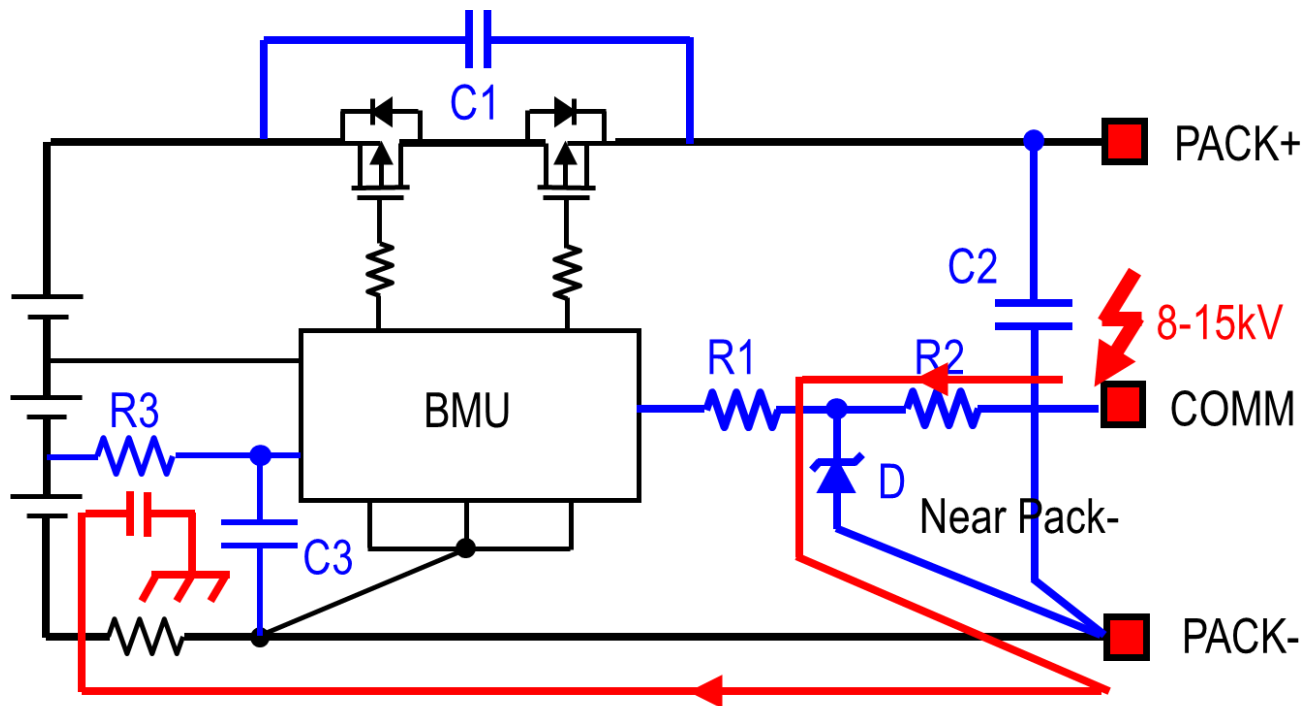 C1
PACK+
C2
8-15kV
R1
R2
BMU
COMM
R3
D
Near Pack-
C3
PACK-